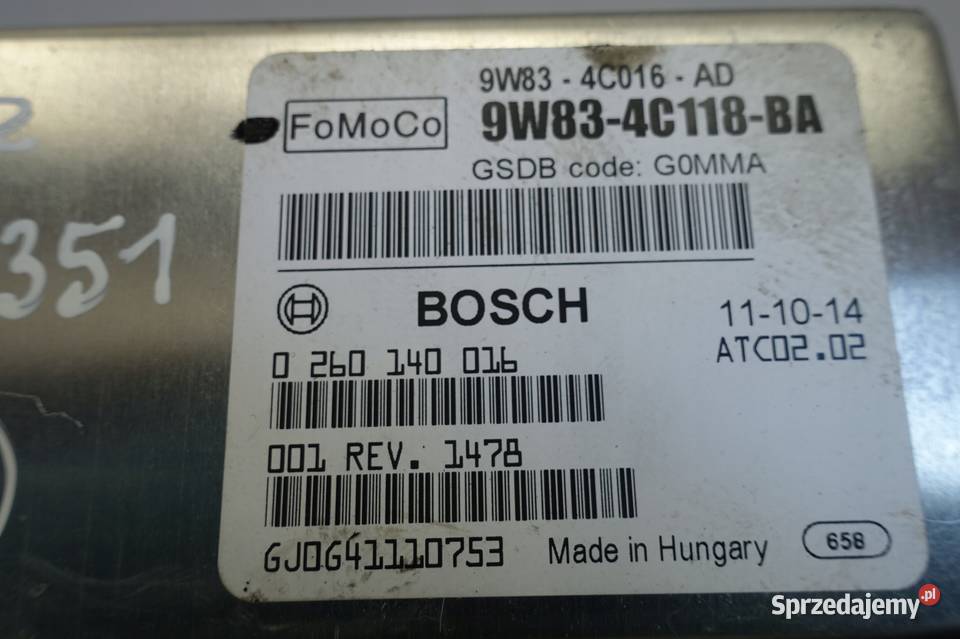 9W83 - 4C016 - AD
FoMoCo
9W83-4C118-BA
GSDB code: G0MMA
351
BOSCH
11-10-14
0 260 140 016
ATC02.02
001 REV. 1478
GJ0G41110753
Made in Hungary
658
Sprzedajemy.pl